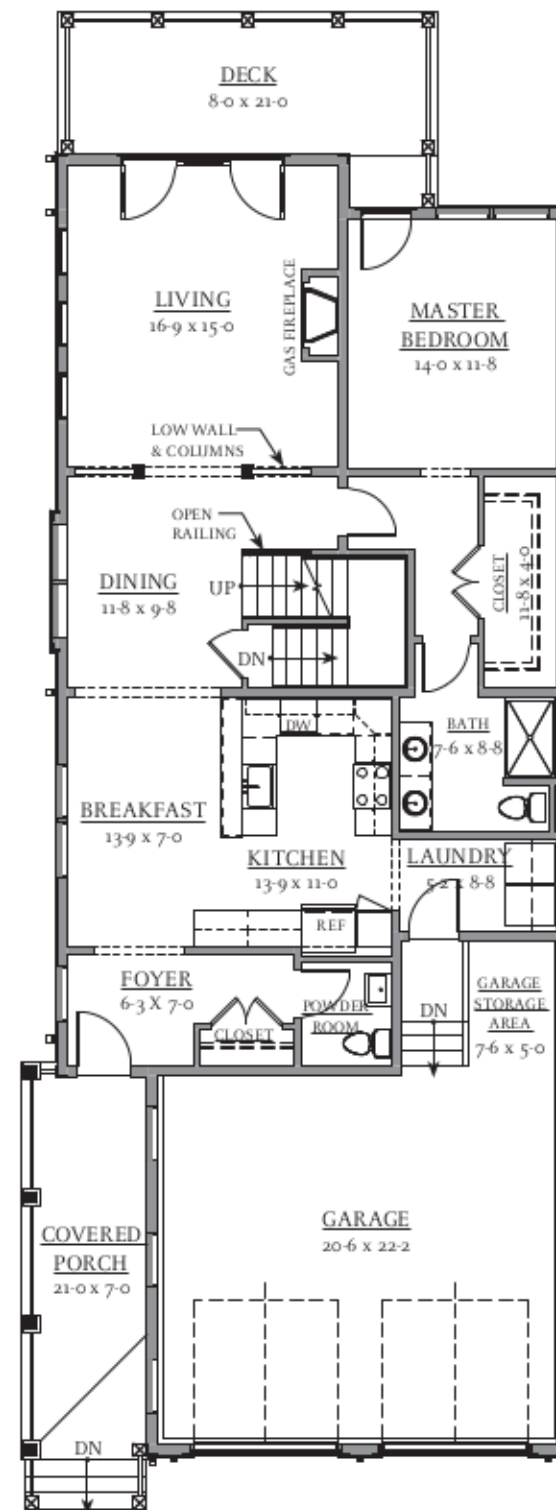 DECK
8-0 x 21-0
LIVING
16-9 x 15-0
GAS FIREPLACE
MASTER
BEDROOM
14-0 x 11-8
LOW WALL
& COLUMNS
OPEN
RAILING
UP
DINING
11-8 x 9-8
DN
CLOSET
11-8 x 4-0
DW
BATH
7-6 x 8-8
BREAKFAST
13-9 x 7-0
KITCHEN
13-9 x 11-0
LAUNDRY
5-2 x 8-8
REF
FOYER
6-3 X 7-0
CLOSET
POWDER
ROOM
DN
GARAGE
STORAGE
AREA
7-6 x 5-0
GARAGE
20-6 x 22-2
COVERED
PORCH
21-0 x 7-0
DN